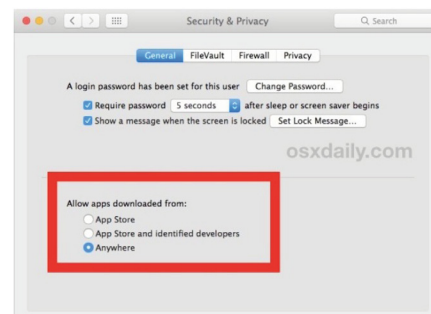 Security & Privacy
Search
General FileVault Firewall Privacy
A login password has been set for this user Change Password...
Require password 5 seconds after sleep or screen saver begins
Show a message when the screen is locked Set Lock Message...
osxdaily.com
Allow apps downloaded from:
App Store
App Store and identified developers
Anywhere